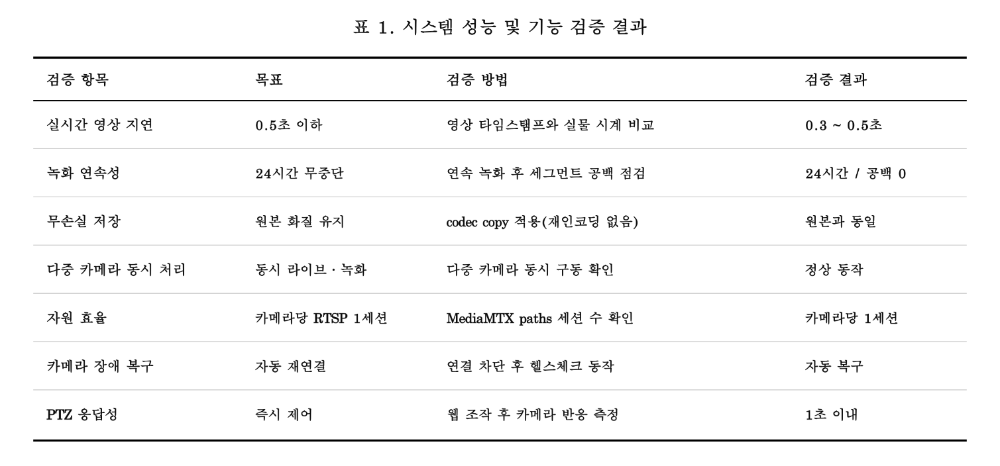 표 1. 시스템 성능 및 기능 검증 결과
검증 항목 목표 검증 방법 검증 결과
실시간 영상 지연 0.5초 이하 영상 타임스탬프와 실물 시계 비교 0.3 ~ 0.5초
녹화 연속성 24시간 무중단 연속 녹화 후 세그먼트 공백 점검 24시간 / 공백 0
무손실 저장 원본 화질 유지 codec copy 적용(재인코딩 없음) 원본과 동일
다중 카메라 동시 처리 동시 라이브 · 녹화 다중 카메라 동시 구동 확인 정상 동작
자원 효율 카메라당 RTSP 1세션 MediaMTX paths 세션 수 확인 카메라당 1세션
카메라 장애 복구 자동 재연결 연결 차단 후 헬스체크 동작 자동 복구
PTZ 응답성 즉시 제어 웹 조작 후 카메라 반응 측정 1초 이내